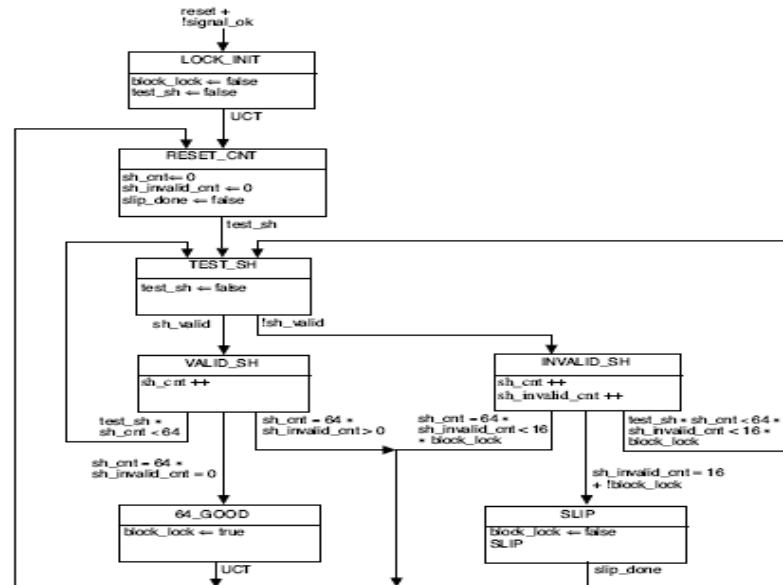 reset +
!signal_ok
LOCK_INIT
block_lock ⇐ false
test_sh ⇐ false
UCT
RESET_CNT
sh_cnt⇐ 0
sh_invalid_cnt ⇐ 0
slip_done ⇐ false
test_sh
TEST_SH
test_sh ⇐ false
sh_valid
!sh_valid
VALID_SH
sh_cnt ++
INVALID_SH
sh_cnt ++
sh_invalid_cnt ++
test_sh *
sh_cnt < 64
sh_cnt = 64 *
sh_invalid_cnt > 0
sh_cnt = 64*
sh_invalid_cnt < 16
* block_lock
test_sh * sh_cnt < 64*
sh_invalid_cnt < 16*
block_lock
sh_cnt = 64 *
sh_invalid_cnt = 0
sh_invalid_cnt = 16
+ !block_lock
64_GOOD
block_lock ⇐ true
UCT
SLIP
block_lock ⇐ false
SLIP
slip_done